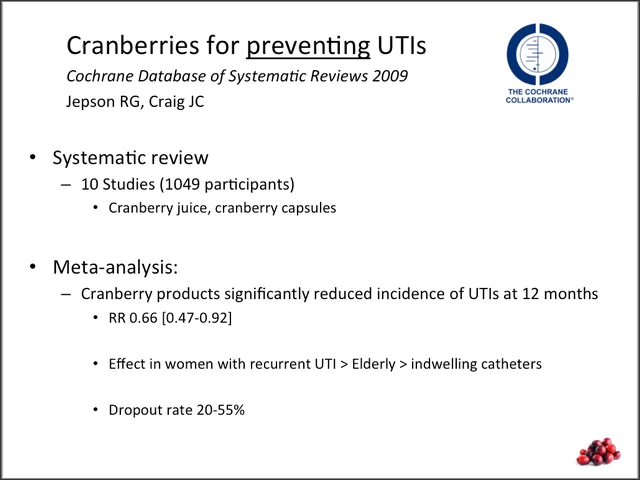 Cranberries for preventing UTIs
Cochrane Database of Systematic Reviews 2009
Jepson RG, Craig JC
THE COCHRANE
COLLABORATION®
• Systematic review
– 10 Studies (1049 participants)
• Cranberry juice, cranberry capsules
• Meta-analysis:
– Cranberry products significantly reduced incidence of UTIs at 12 months
• RR 0.66 [0.47-0.92]
• Effect in women with recurrent UTI > Elderly > indwelling catheters
• Dropout rate 20-55%